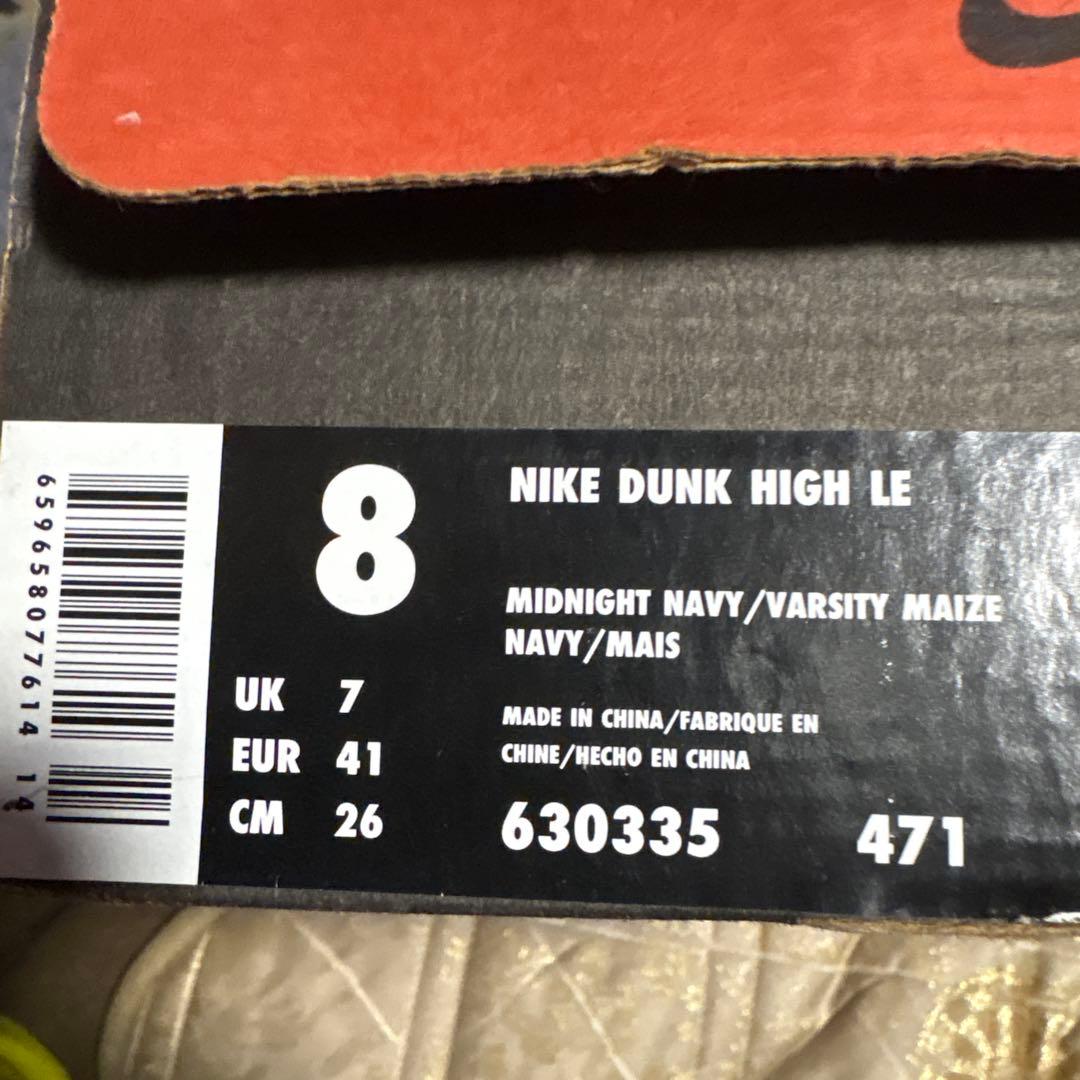 659658077614 14
8
UK 7
EUR 41
CM 26
NIKE DUNK HIGH LE
MIDNIGHT NAVY/VARSITY MAIZE
NAVY/MAIS
MADE IN CHINA/FABRIQUE EN
CHINE/HECHO EN CHINA
630335 471